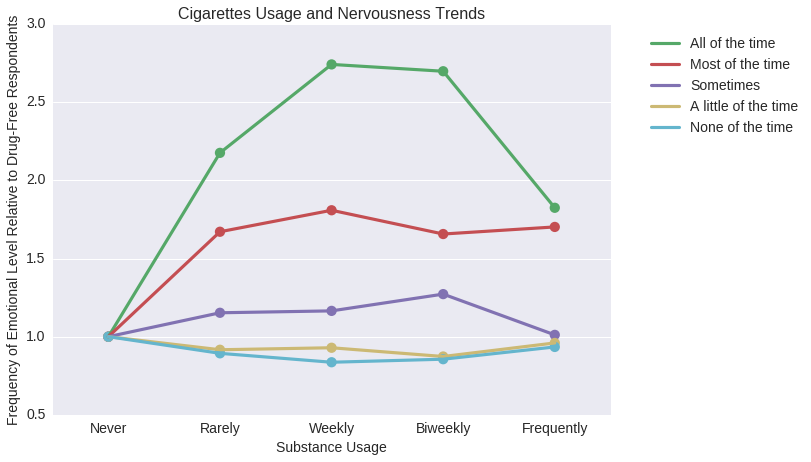 Cigarettes Usage and Nervousness Trends
Frequency of Emotional Level Relative to Drug-Free Respondents
3.0
2.5
2.0
1.5
1.0
0.5
Never Rarely Weekly Biweekly Frequently
Substance Usage
All of the time
Most of the time
Sometimes
A little of the time
None of the time